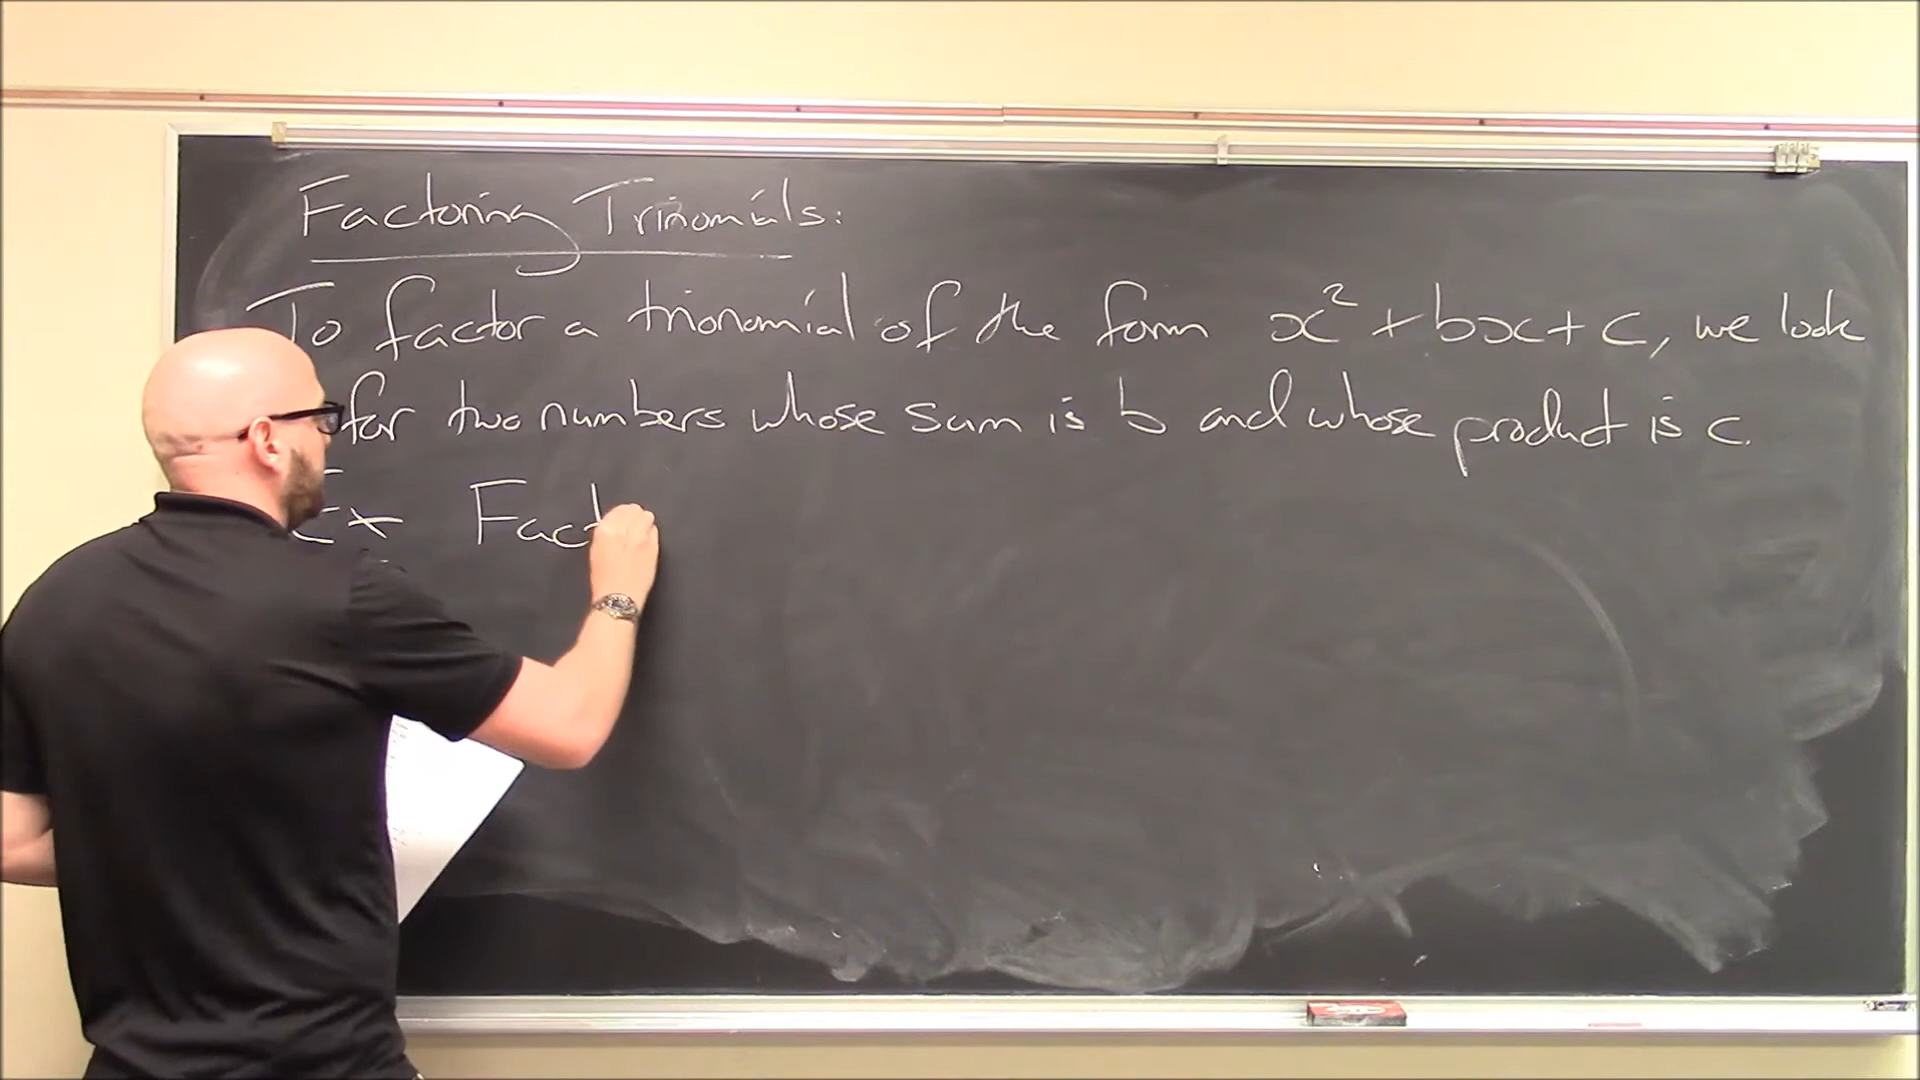 Factoring Trinomials:
To factor a trionomial of the form x² + bx + c, we look
for two numbers whose sum is b and whose product is c.
Ex Fact